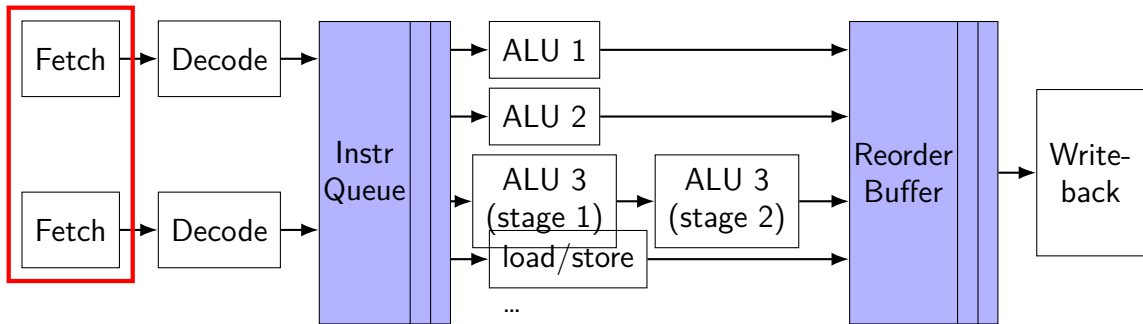 Fetch
Decode
Fetch
Decode
Instr
Queue
ALU 1
ALU 2
ALU 3
(stage 1)
ALU 3
(stage 2)
load/store
...
Reorder
Buffer
Write-
back